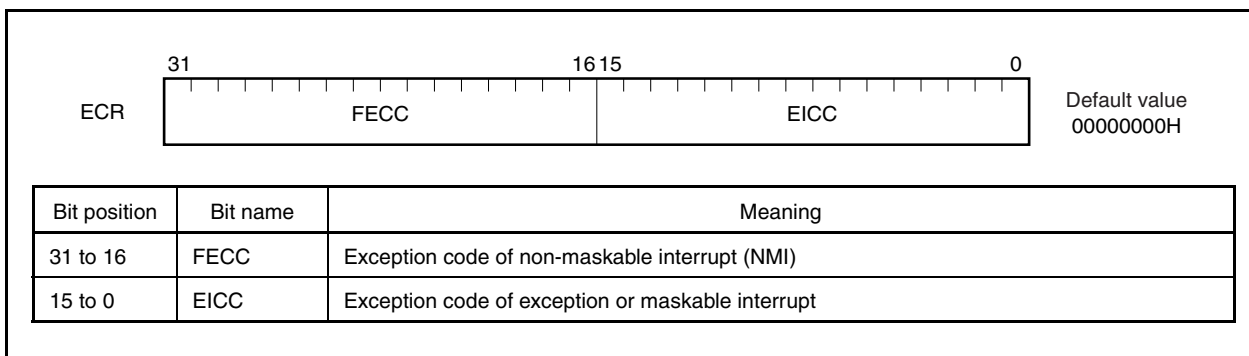 31 16 15 0
ECR FECC EICC Default value
00000000H
Bit position Bit name Meaning
31 to 16 FECC Exception code of non-maskable interrupt (NMI)
15 to 0 EICC Exception code of exception or maskable interrupt